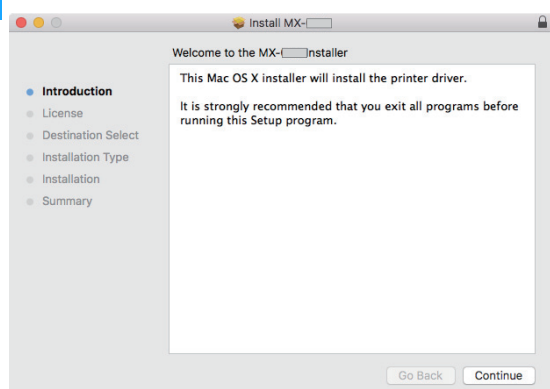 Install MX-
Welcome to the MX- Installer
Introduction
License
Destination Select
Installation Type
Installation
Summary
This Mac OS X installer will install the printer driver.
It is strongly recommended that you exit all programs before
running this Setup program.
Go Back
Continue